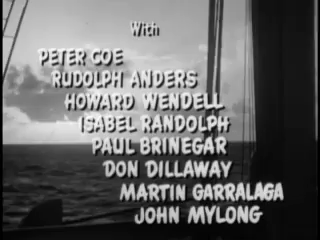 With
PETER COE
RUDOLPH ANDERS
HOWARD WENDELL
ISABEL RANDOLPH
PAUL BRINEGAR
DON DILLAWAY
MARTIN GARRALAGA
JOHN MYLONG